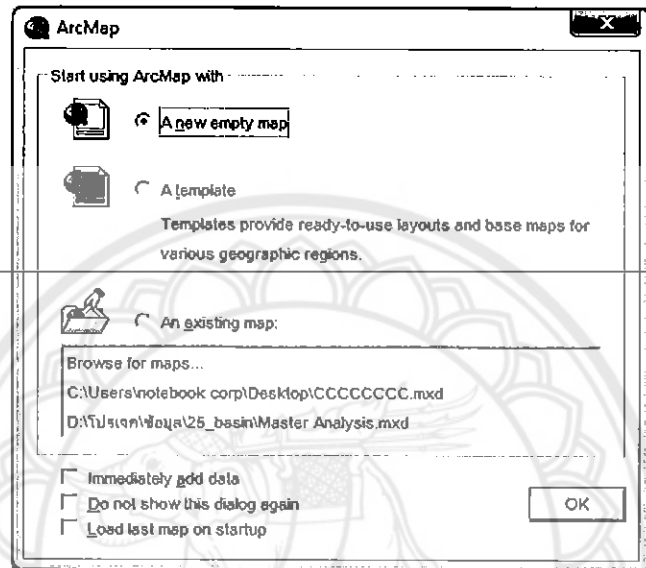 ArcMap
Start using ArcMap with
A new empty map
A template
Templates provide ready-to-use layouts and base maps for
various geographic regions.
An existing map:
Browse for maps...
C:\Users\notebook corp\Desktop\CCCCCCCC.mxd
D:\โปรเจค\ข้อมูล\25_basin\Master Analysis.mxd
Immediately add data
Do not show this dialog again
OK
Load last map on startup